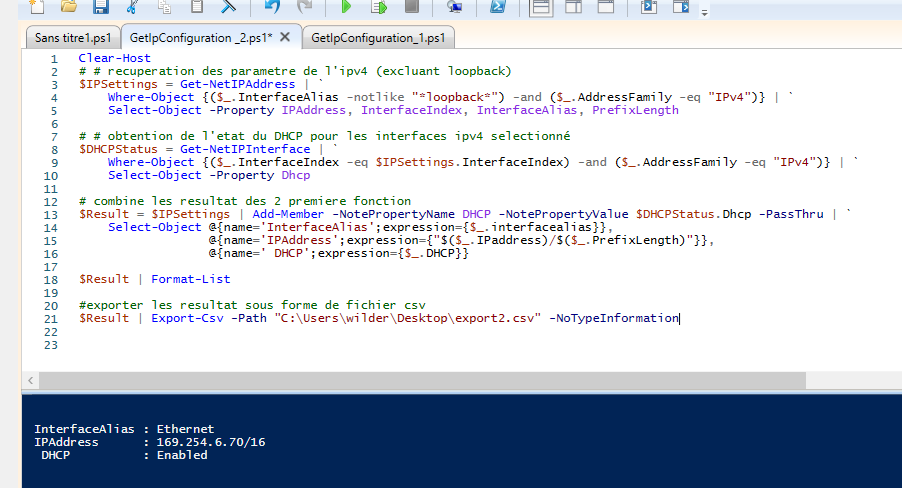 Sans titre1.ps1 GetIpConfiguration _2.ps1* X GetIpConfiguration_1.ps1
1 Clear-Host
2 # # recuperation des parametre de l'ipv4 (excluant loopback)
3 $IPSettings = Get-NetIPAddress | `
4 Where-Object {($_.InterfaceAlias -notlike "*loopback*") -and ($_.AddressFamily -eq "IPv4")} | `
5 Select-Object -Property IPAddress, InterfaceIndex, InterfaceAlias, PrefixLength
6
7 # # obtention de l'etat du DHCP pour les interfaces ipv4 selectionné
8 $DHCPStatus = Get-NetIPInterface | `
9 Where-Object {($_.InterfaceIndex -eq $IPSettings.InterfaceIndex) -and ($_.AddressFamily -eq "IPv4")} | `
10 Select-Object -Property Dhcp
11
12 # combine les resultat des 2 premiere fonction
13 $Result = $IPSettings | Add-Member -NotePropertyName DHCP -NotePropertyValue $DHCPStatus.Dhcp -PassThru | `
14 Select-Object @{name='InterfaceAlias';expression={$_.interfacealias}},
15 @{name='IPAddress';expression={"$($_.IPaddress)/$($_.PrefixLength)"}},
16 @{name=' DHCP';expression={$_.DHCP}}
17
18 $Result | Format-List
19
20 #exporter les resultat sous forme de fichier csv
21 $Result | Export-Csv -Path "C:\Users\wilder\Desktop\export2.csv" -NoTypeInformation
22
23
InterfaceAlias : Ethernet
IPAddress : 169.254.6.70/16
DHCP : Enabled